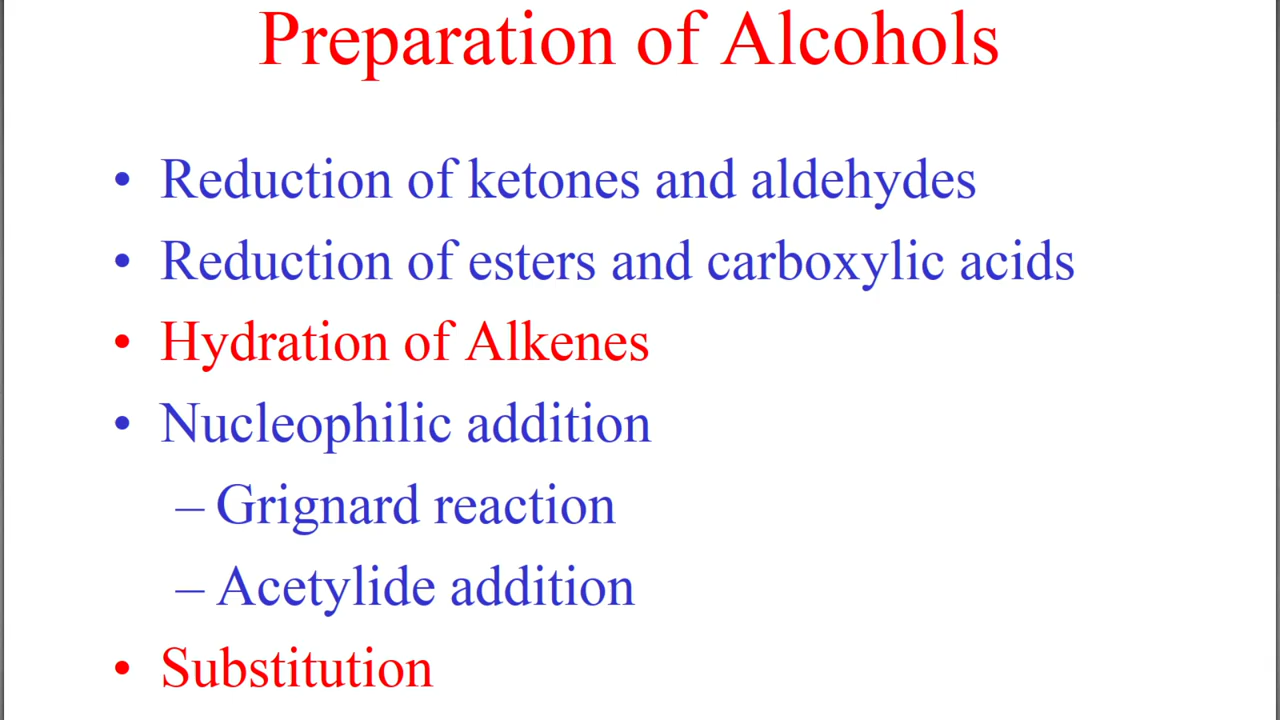 Preparation of Alcohols
• Reduction of ketones and aldehydes
• Reduction of esters and carboxylic acids
• Hydration of Alkenes
• Nucleophilic addition
– Grignard reaction
– Acetylide addition
• Substitution